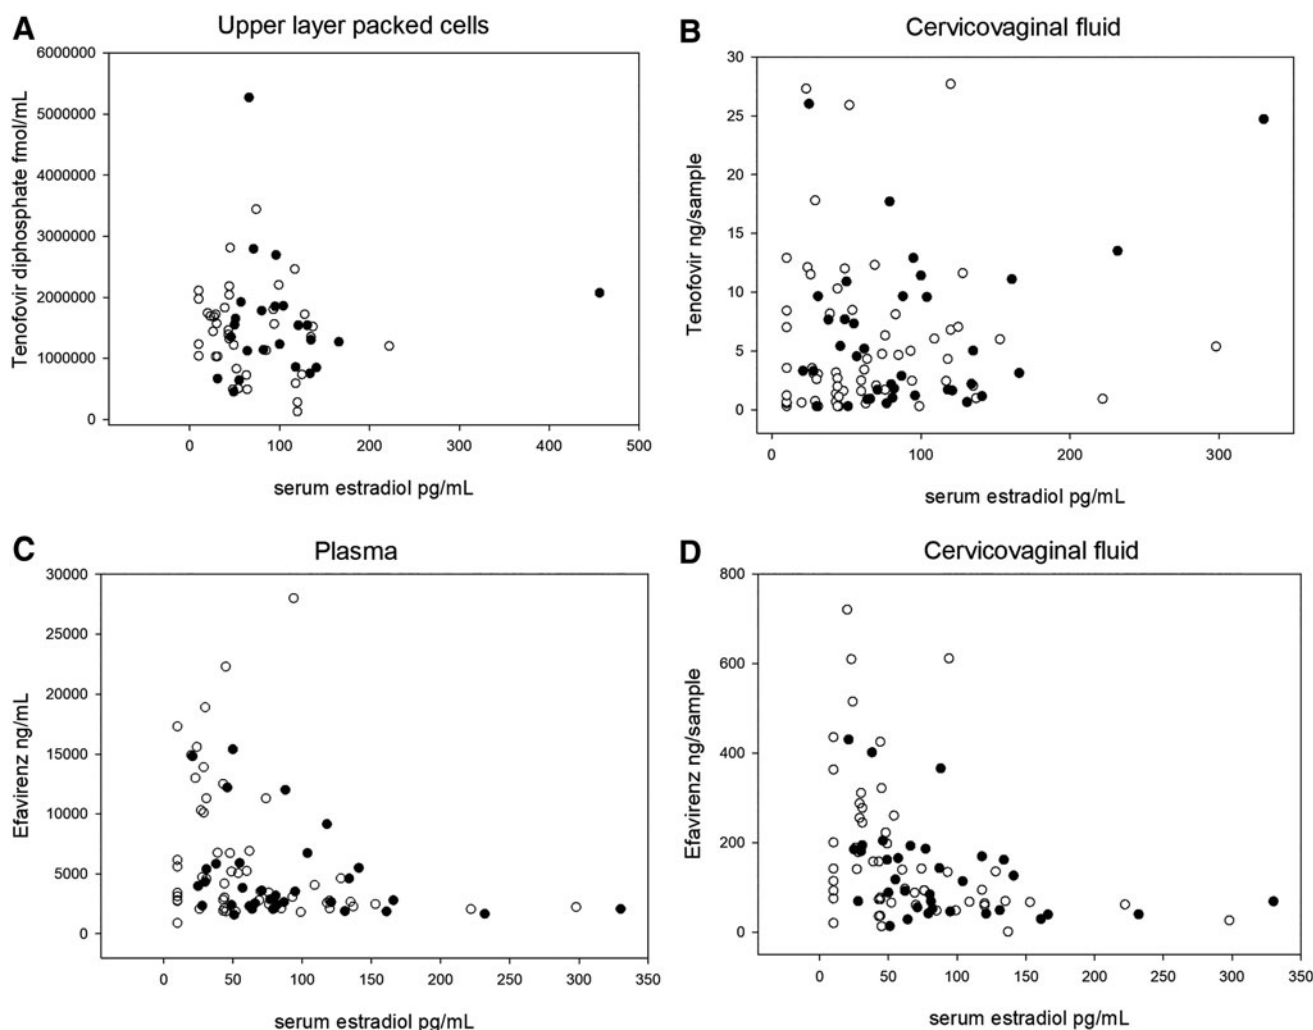 A
Upper layer packed cells
Tenofovir diphosphate fmol/mL
6000000
5000000
4000000
3000000
2000000
1000000
0
0 100 200 300 400 500
serum estradiol pg/mL
B
Cervicovaginal fluid
Tenofovir ng/sample
30
25
20
15
10
5
0
0 100 200 300
serum estradiol pg/mL
C
Plasma
Efavirenz ng/mL
30000
25000
20000
15000
10000
5000
0
0 50 100 150 200 250 300 350
serum estradiol pg/mL
D
Cervicovaginal fluid
Efavirenz ng/sample
800
600
400
200
0
0 50 100 150 200 250 300 350
serum estradiol pg/mL